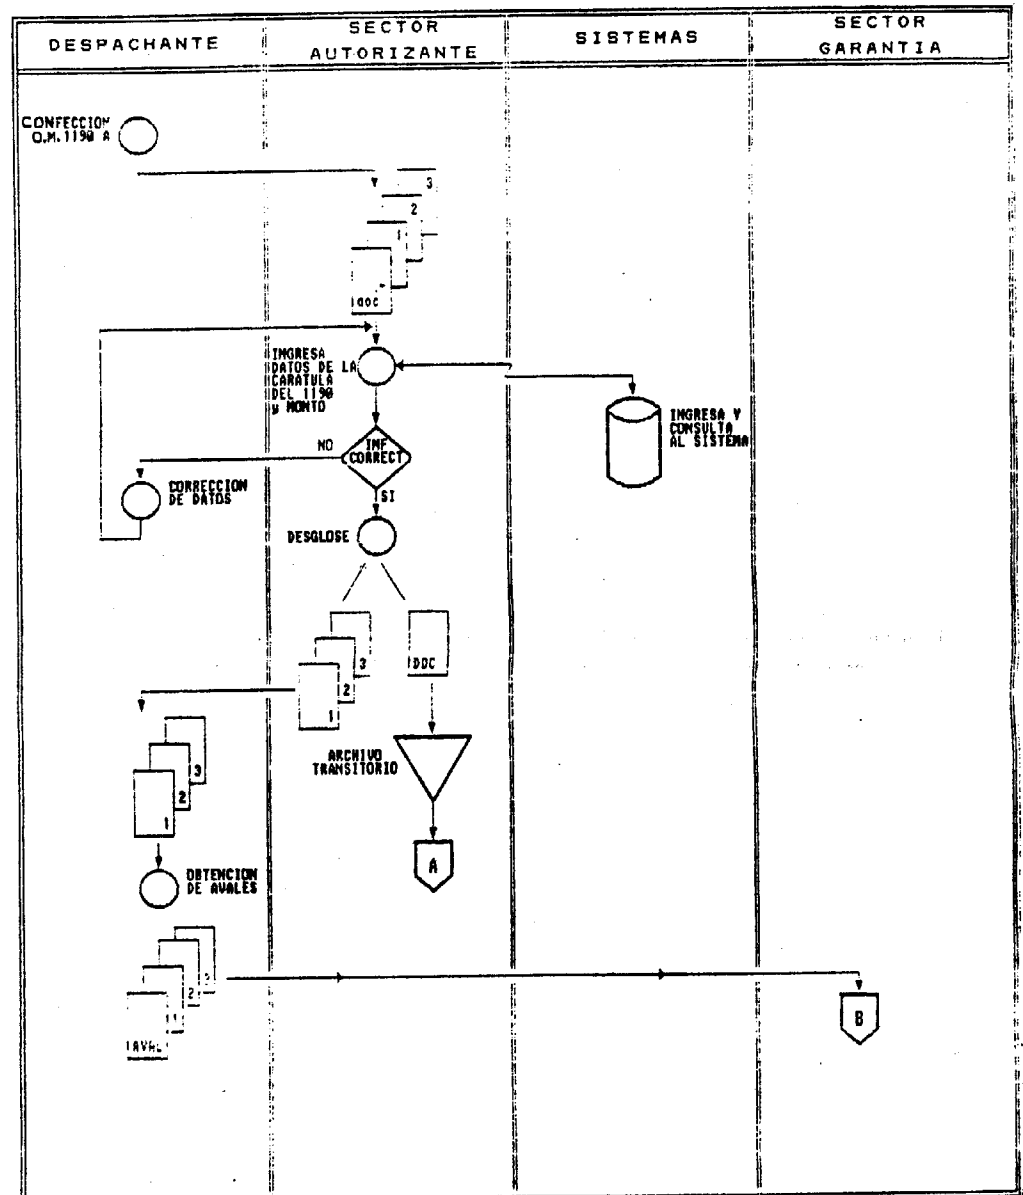 DESPACHANTE
SECTOR
AUTORIZANTE
SISTEMAS
SECTOR
GARANTIA
CONFECCION
O.M. 1190 A
3
2
1
DOC
INGRESA
DATOS DE LA
CARATULA
DEL 1190
y MONTO
INGRESA Y
CONSULTA
AL SISTEMA
NO
INF
CORRECT
SI
CORRECCION
DE DATOS
DESGLOSE
3
2
1
DOC
3
2
1
ARCHIVO
TRANSITORIO
A
OBTENCION
DE AVALES
3
2
1
AVAL
B